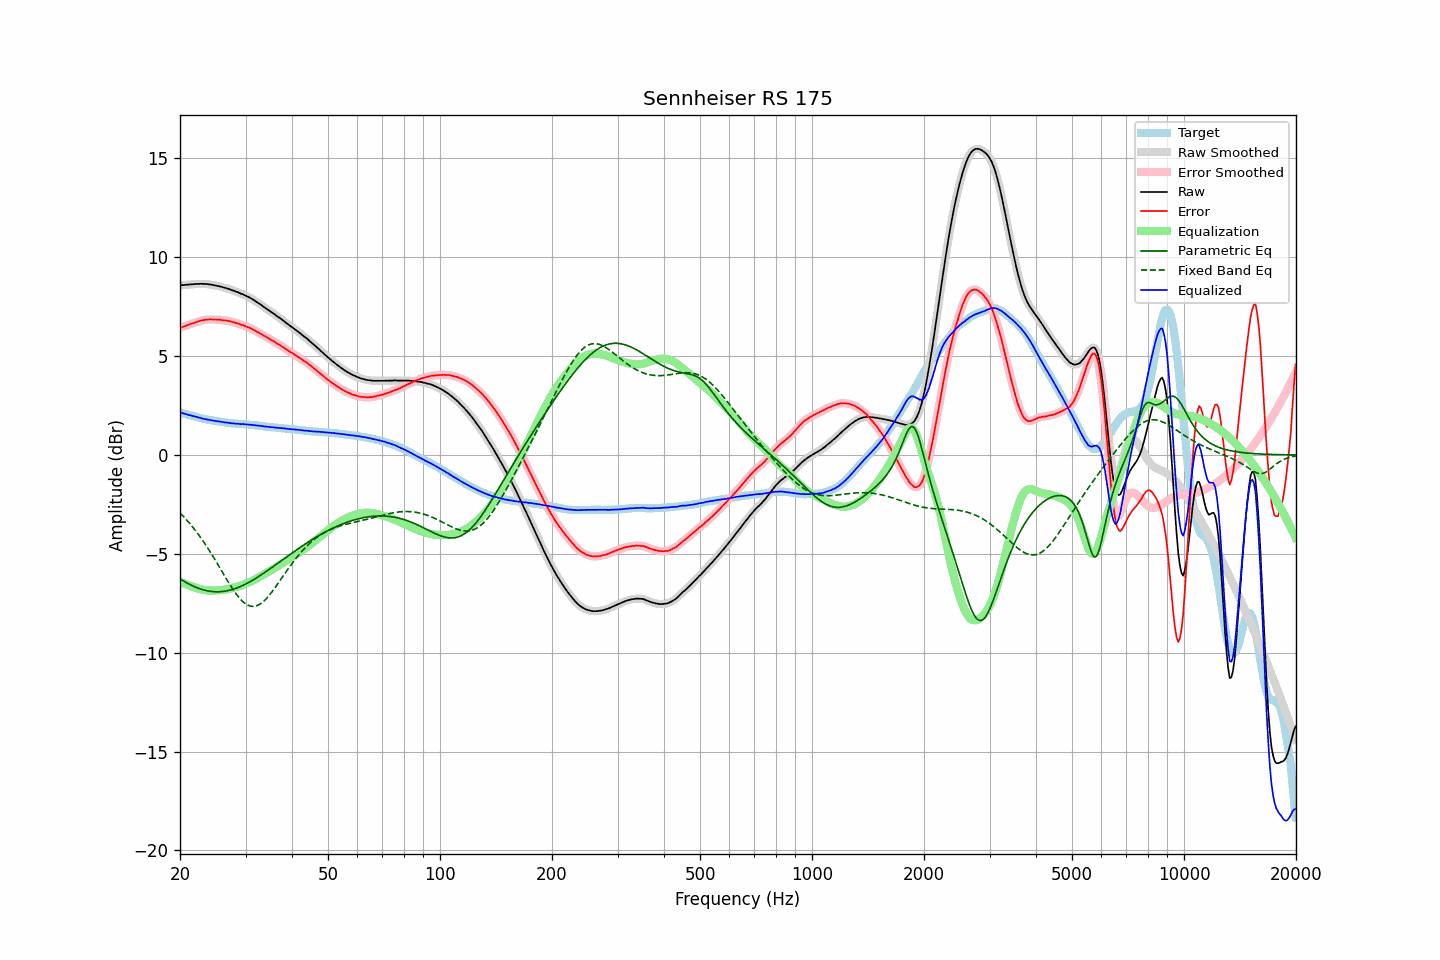 Sennheiser RS 175
Amplitude (dBr)
15
10
5
0
−5
−10
−15
−20
20
50
100
200
500
1000
2000
5000
10000
20000
Frequency (Hz)
Target
Raw Smoothed
Error Smoothed
Raw
Error
Equalization
Parametric Eq
Fixed Band Eq
Equalized